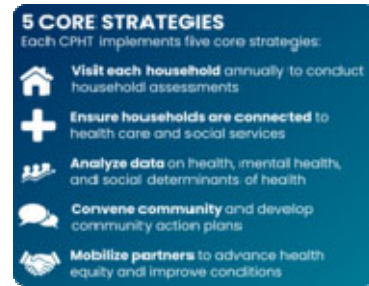 5 CORE STRATEGIES
Each CPHT implements five core strategies:
Visit each household annually to conduct
household assessments
Ensure households are connected to
health care and social services
Analyze data on health, mental health,
and social determinants of health
Convene community and develop
community action plans
Mobilize partners to advance health
equity and improve conditions